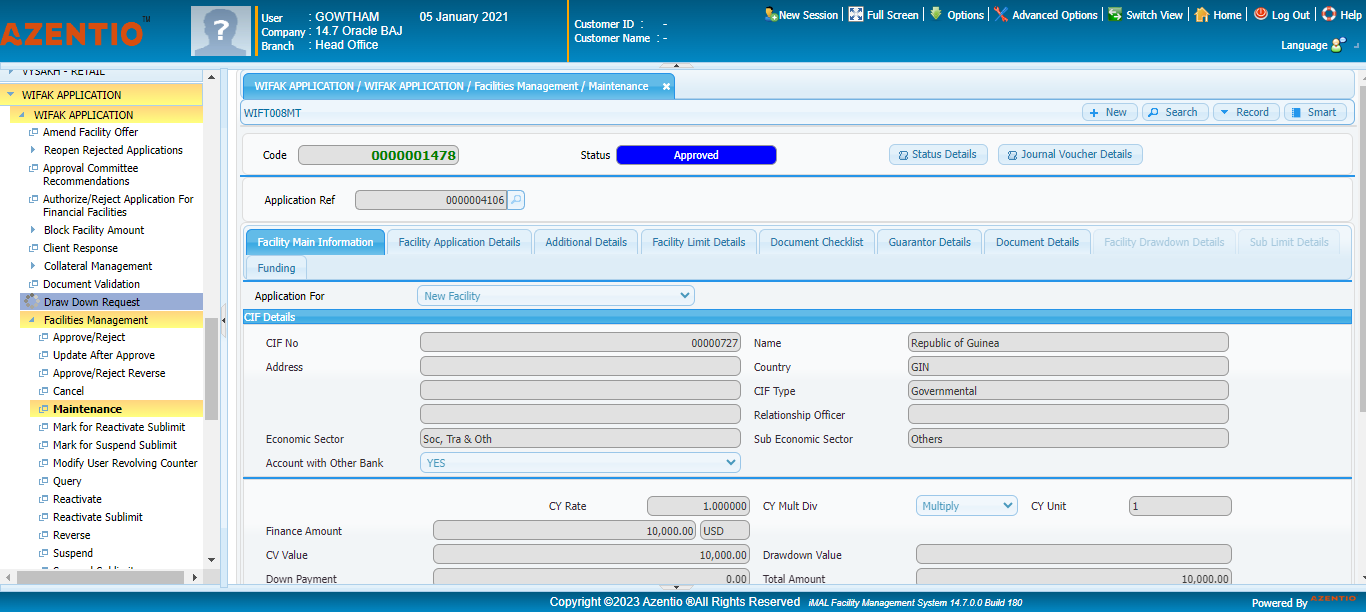 AZENTIO™
?
User : GOWTHAM 05 January 2021
Company : 14.7 Oracle BAJ
Branch : Head Office
Customer ID : -
Customer Name : -
New Session Full Screen Options Advanced Options Switch View Home Log Out Help
Language
VYSAKH - RETAIL
WIFAK APPLICATION
WIFAK APPLICATION
Amend Facility Offer
Reopen Rejected Applications
Approval Committee
Recommendations
Authorize/Reject Application For
Financial Facilities
Block Facility Amount
Client Response
Collateral Management
Document Validation
Draw Down Request
Facilities Management
Approve/Reject
Update After Approve
Approve/Reject Reverse
Cancel
Maintenance
Mark for Reactivate Sublimit
Mark for Suspend Sublimit
Modify User Revolving Counter
Query
Reactivate
Reactivate Sublimit
Reverse
Suspend
WIFAK APPLICATION / WIFAK APPLICATION / Facilities Management / Maintenance ×
WIFT008MT
New Search Record Smart
Code 0000001478 Status Approved Status Details Journal Voucher Details
Application Ref 0000004106
Facility Main Information Facility Application Details Additional Details Facility Limit Details Document Checklist Guarantor Details Document Details Facility Drawdown Details Sub Limit Details
Funding
Application For New Facility
CIF Details
CIF No 00000727 Name Republic of Guinea
Address Country GIN
CIF Type Governmental
Relationship Officer
Economic Sector Soc, Tra & Oth Sub Economic Sector Others
Account with Other Bank YES
CY Rate 1.000000 CY Mult Div Multiply CY Unit 1
Finance Amount 10,000.00 USD
CV Value 10,000.00 Drawdown Value
Down Payment 0.00 Total Amount 10,000.00
Copyright ©2023 Azentio ®All Rights Reserved iMAL Facility Management System 14.7.0.0 Build 180
Powered By AZENTIO